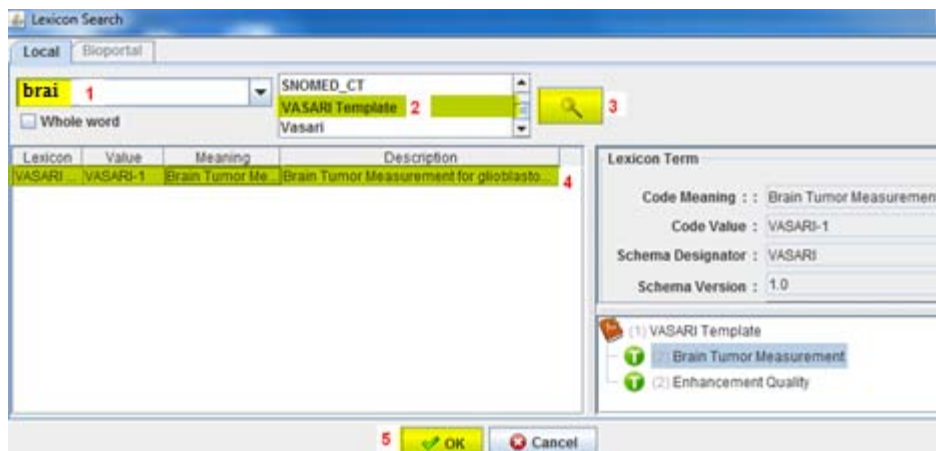 Lexicon Search
Local Bioportal
brai 1
Whole word
SNOMED_CT
VASARI Template 2
Vasari
3
Lexicon Value Meaning Description
VASARI ... VASARI-1 Brain Tumor Me... Brain Tumor Measurement for glioblasto... 4
Lexicon Term
Code Meaning : : Brain Tumor Measuremen
Code Value : VASARI-1
Schema Designator : VASARI
Schema Version : 1.0
(1) VASARI Template
(2) Brain Tumor Measurement
(2) Enhancement Quality
5 OK Cancel